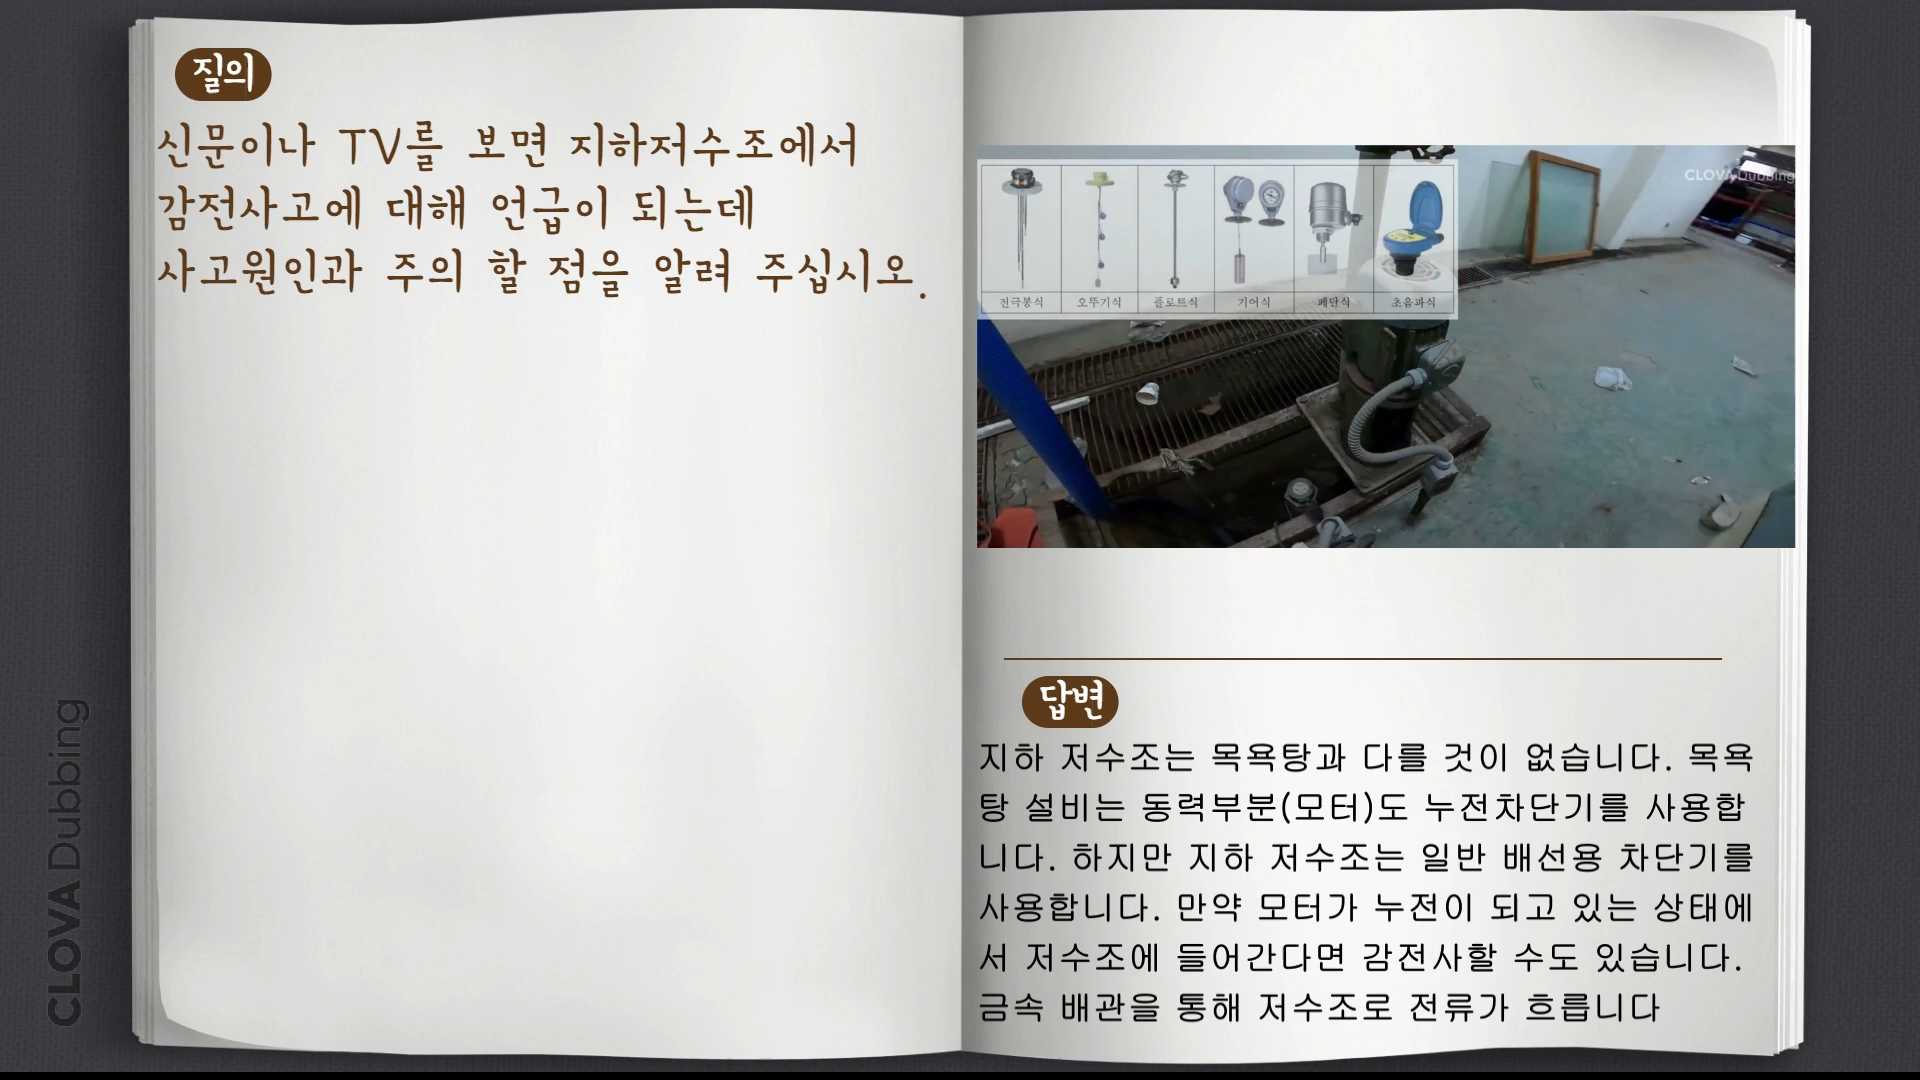 질의
신문이나 TV를 보면 지하저수조에서
감전사고에 대해 언급이 되는데
사고원인과 주의 할 점을 알려 주십시오.
CLOVA Dubbing
전극봉식 오뚜기식 플로트식 기어식 페달식 초음파식
답변
지하 저수조는 목욕탕과 다를 것이 없습니다. 목욕
탕 설비는 동력부분(모터)도 누전차단기를 사용합
니다. 하지만 지하 저수조는 일반 배선용 차단기를
사용합니다. 만약 모터가 누전이 되고 있는 상태에
서 저수조에 들어간다면 감전사할 수도 있습니다.
금속 배관을 통해 저수조로 전류가 흐릅니다
CLOVA Dubbing